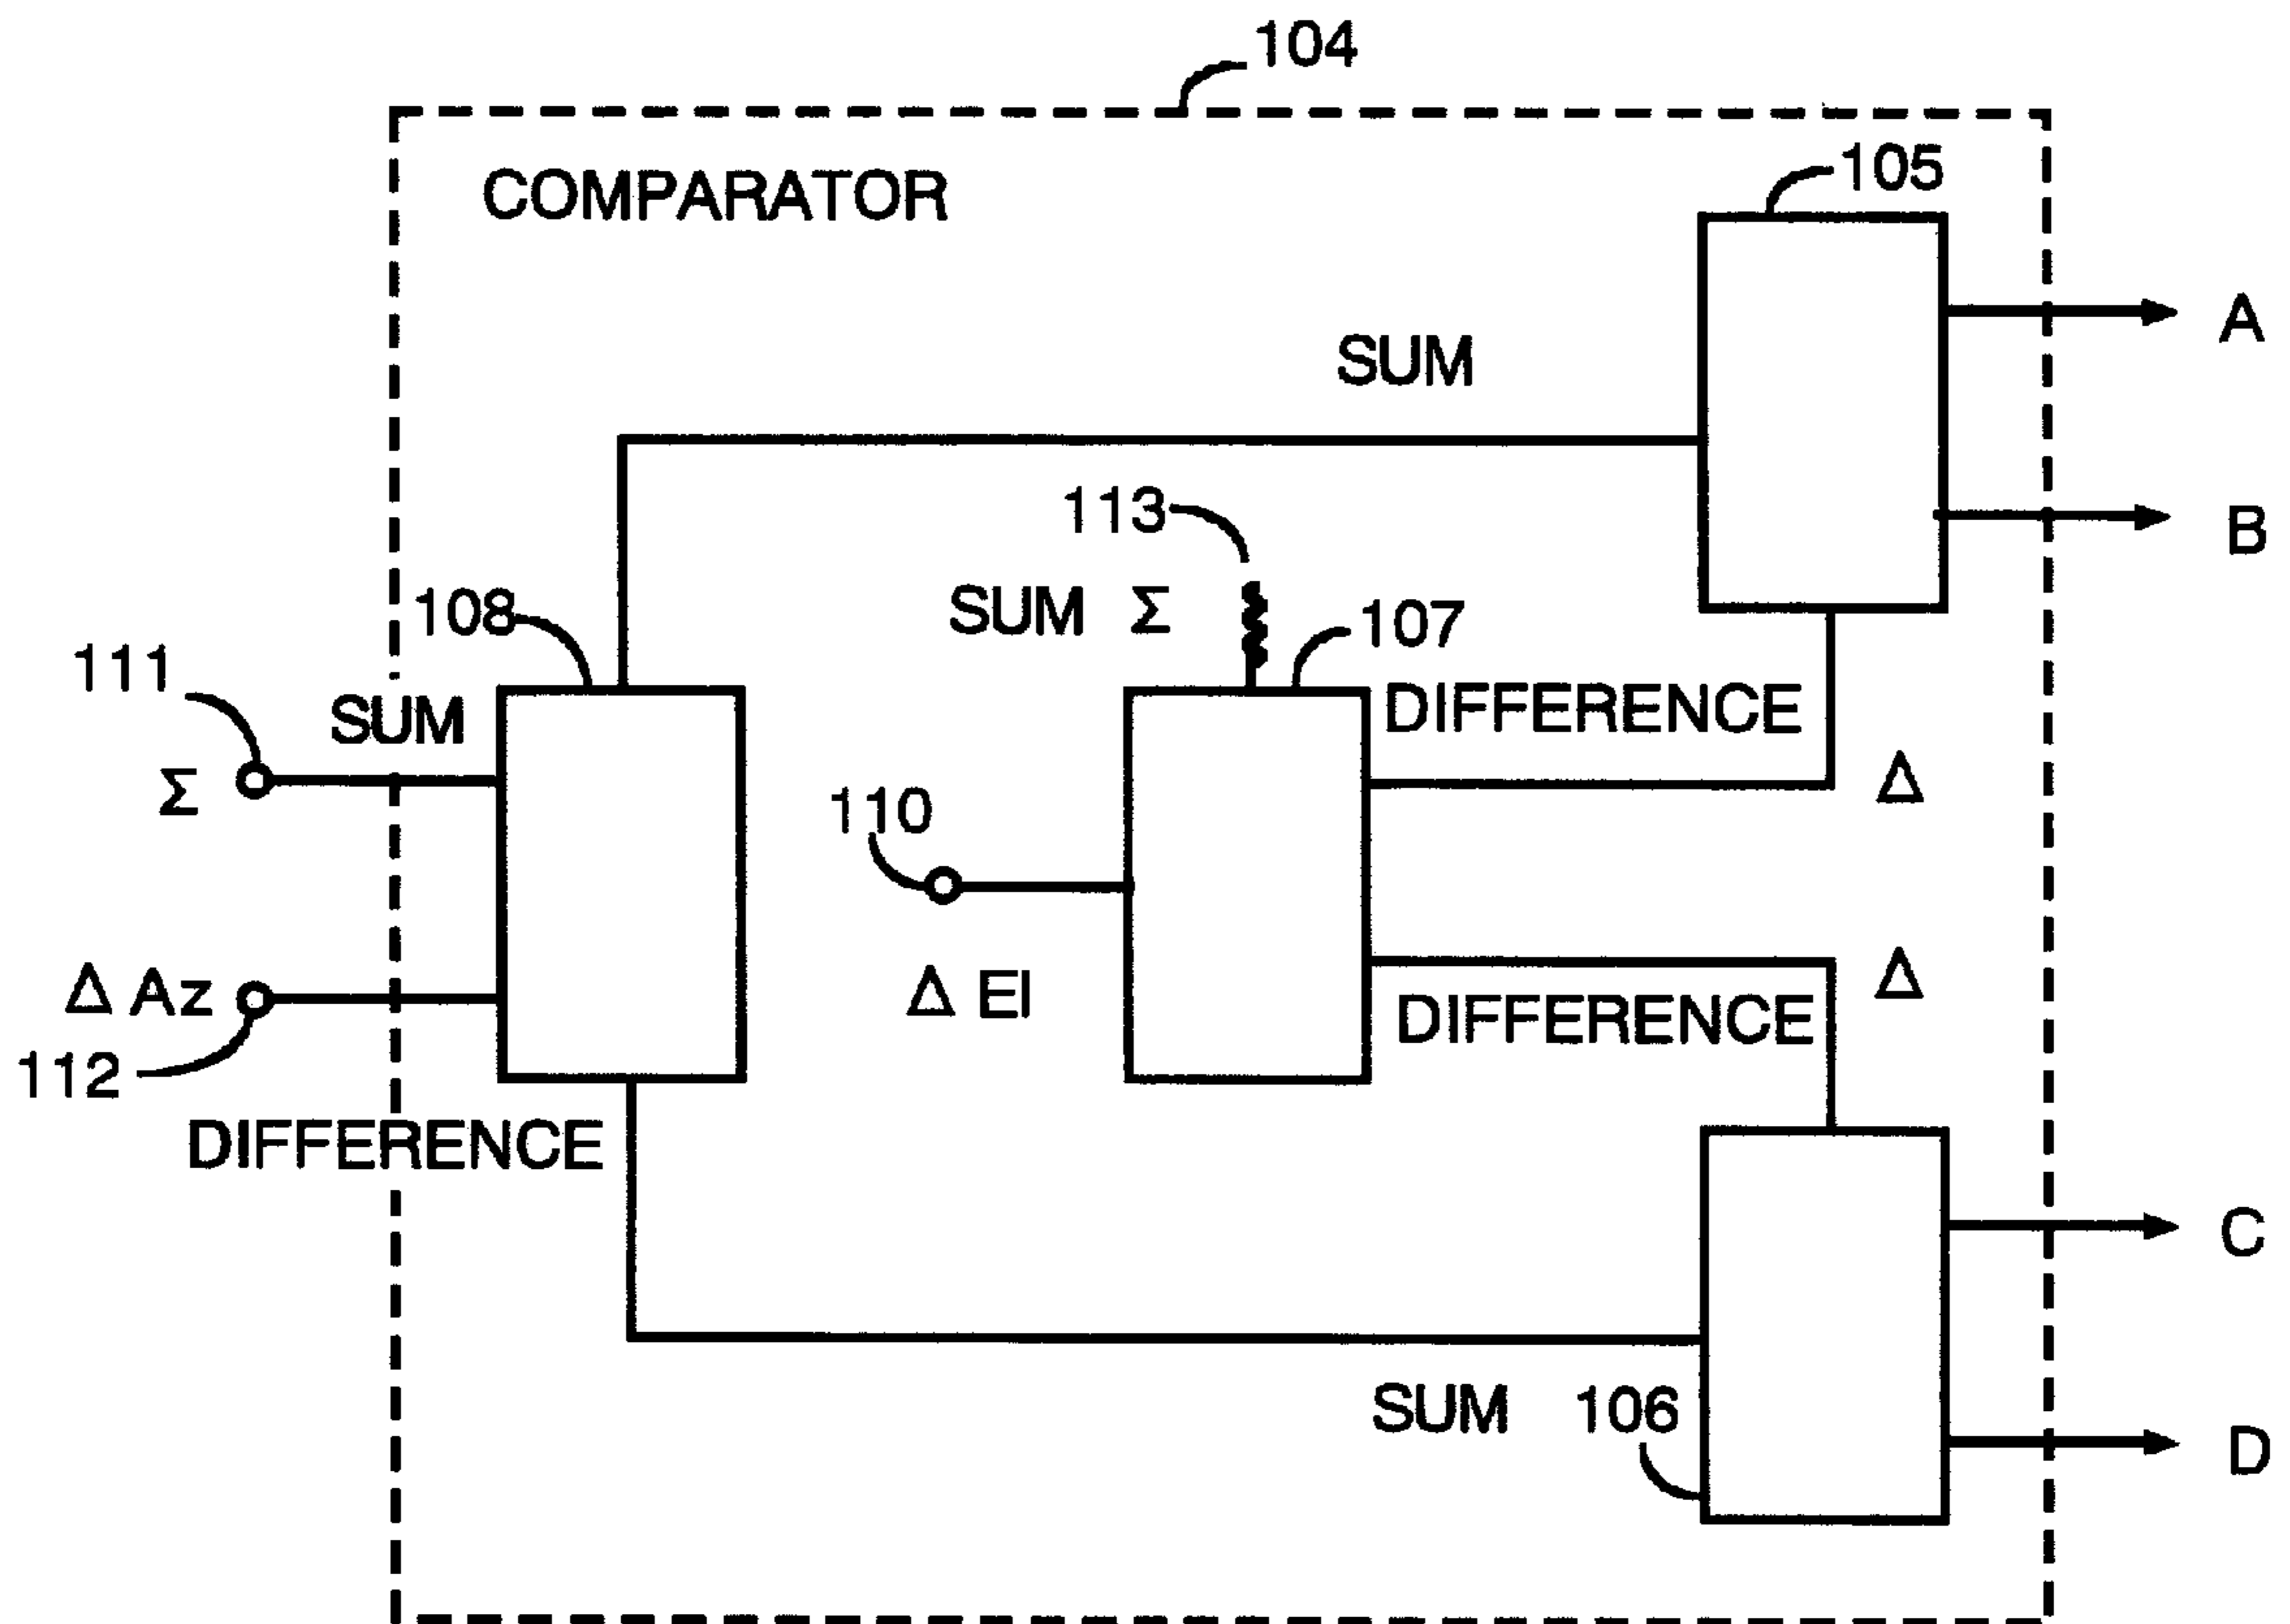 104
COMPARATOR
105
A
SUM
B
113
SUM Σ
108
107
111
SUM
DIFFERENCE
Σ
Δ
110
Δ Az
Δ El
Δ
DIFFERENCE
112
DIFFERENCE
C
SUM
106
D